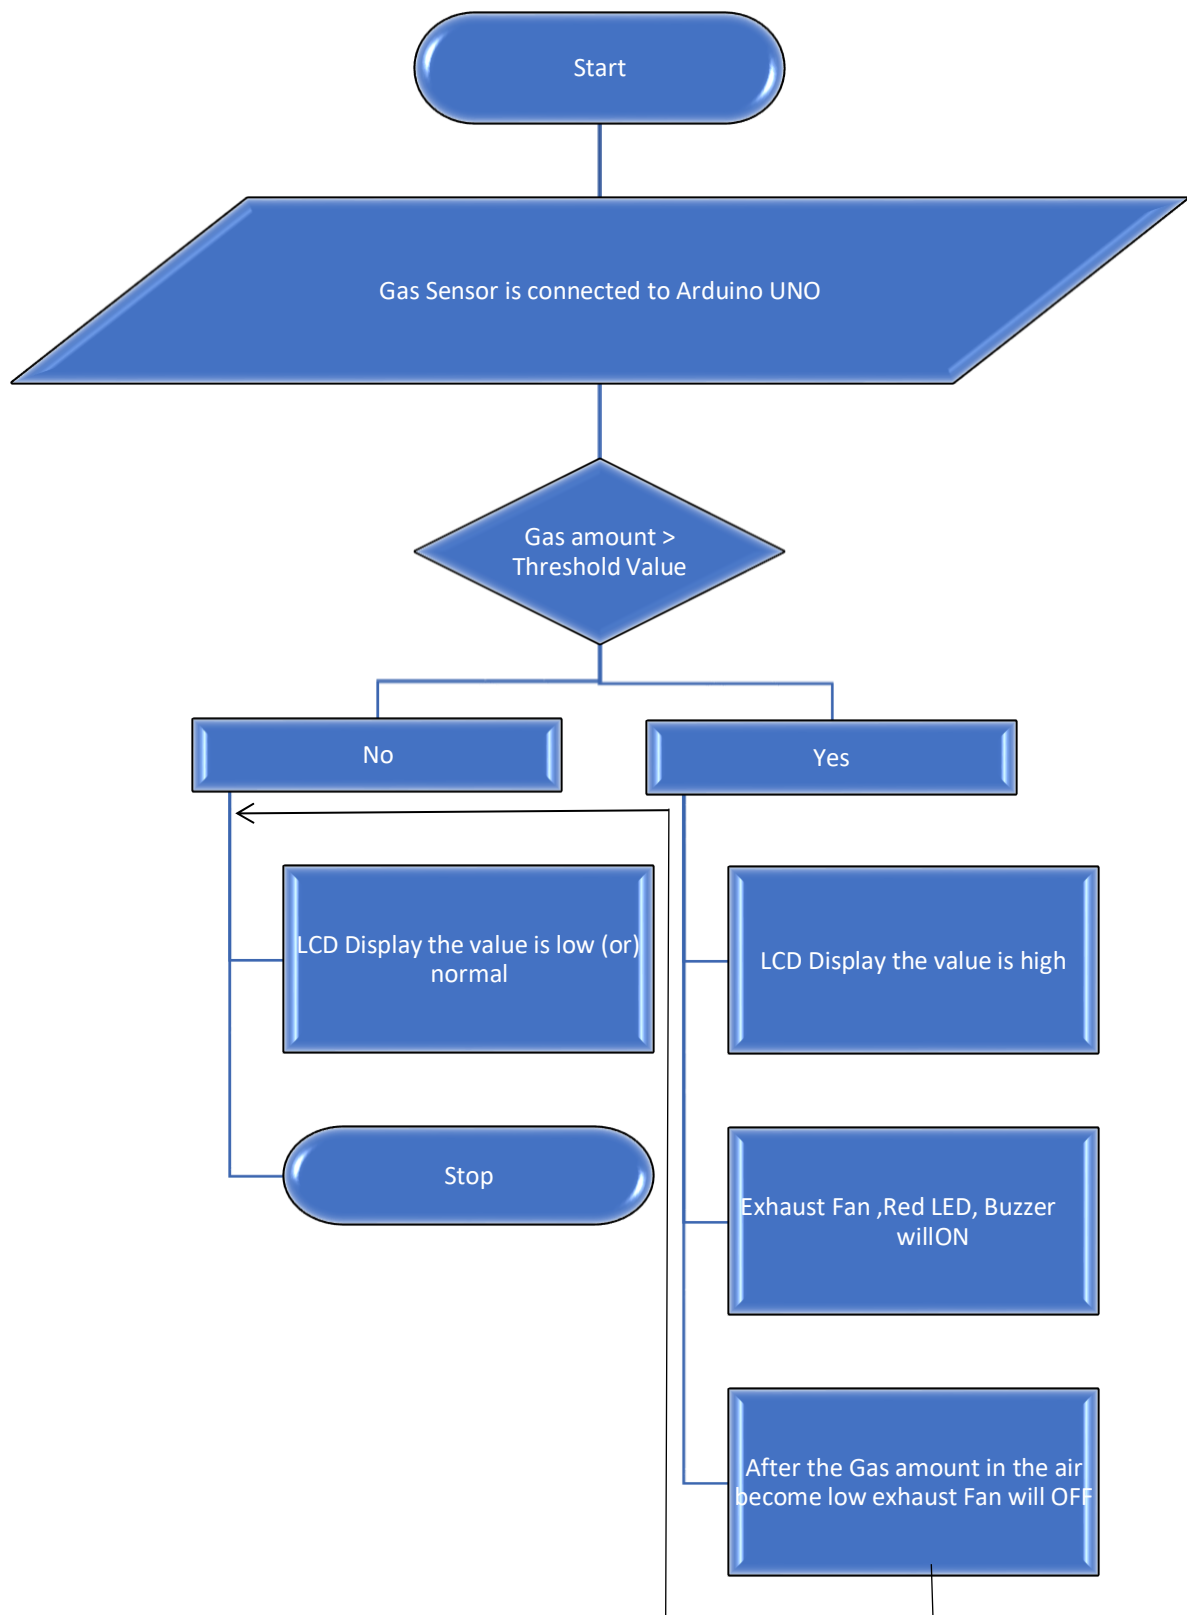 Start
Gas Sensor is connected to Arduino UNO
Gas amount >
Threshold Value
No
Yes
LCD Display the value is low (or)
normal
LCD Display the value is high
Stop
Exhaust Fan ,Red LED, Buzzer
willON
After the Gas amount in the air
become low exhaust Fan will OFF